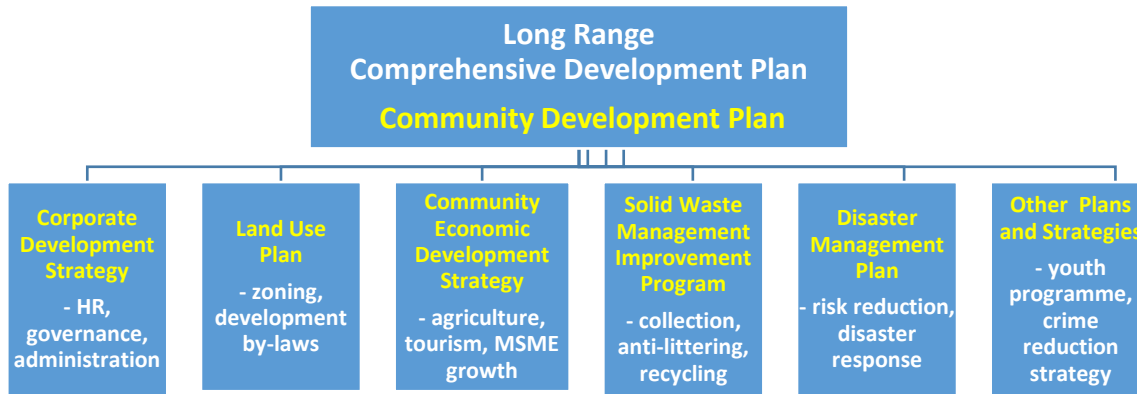 Long Range
Comprehensive Development Plan
Community Development Plan
Corporate
Development
Strategy
- HR,
governance,
administration
Land Use
Plan
- zoning,
development
by-laws
Community
Economic
Development
Strategy
- agriculture,
tourism, MSME
growth
Solid Waste
Management
Improvement
Program
- collection,
anti-littering,
recycling
Disaster
Management
Plan
- risk reduction,
disaster
response
Other Plans
and Strategies
- youth
programme,
crime
reduction
strategy